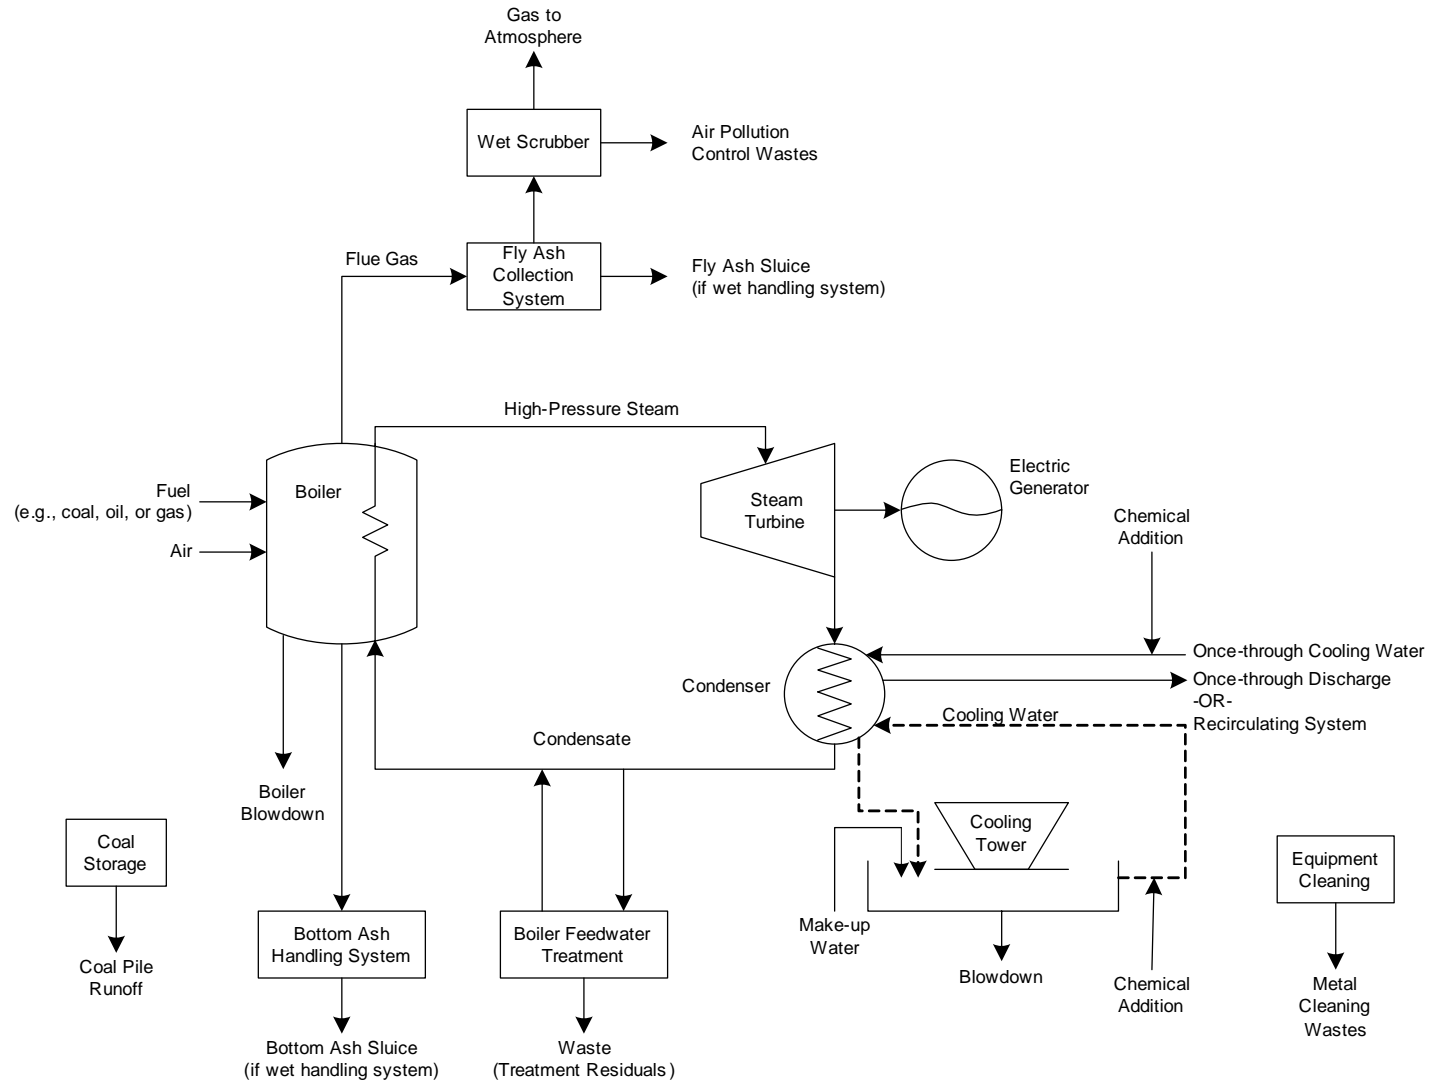 Gas to
Atmosphere
Wet Scrubber
Air Pollution
Control Wastes
Flue Gas
Fly Ash
Collection
System
Fly Ash Sluice
(if wet handling system)
High-Pressure Steam
Fuel
(e.g., coal, oil, or gas)
Air
Boiler
Steam
Turbine
Electric
Generator
Chemical
Addition
Once-through Cooling Water
Once-through Discharge
-OR-
Recirculating System
Condenser
Cooling Water
Condensate
Boiler
Blowdown
Coal
Storage
Coal Pile
Runoff
Bottom Ash
Handling System
Bottom Ash Sluice
(if wet handling system)
Boiler Feedwater
Treatment
Waste
(Treatment Residuals)
Cooling
Tower
Make-up
Water
Blowdown
Chemical
Addition
Equipment
Cleaning
Metal
Cleaning
Wastes